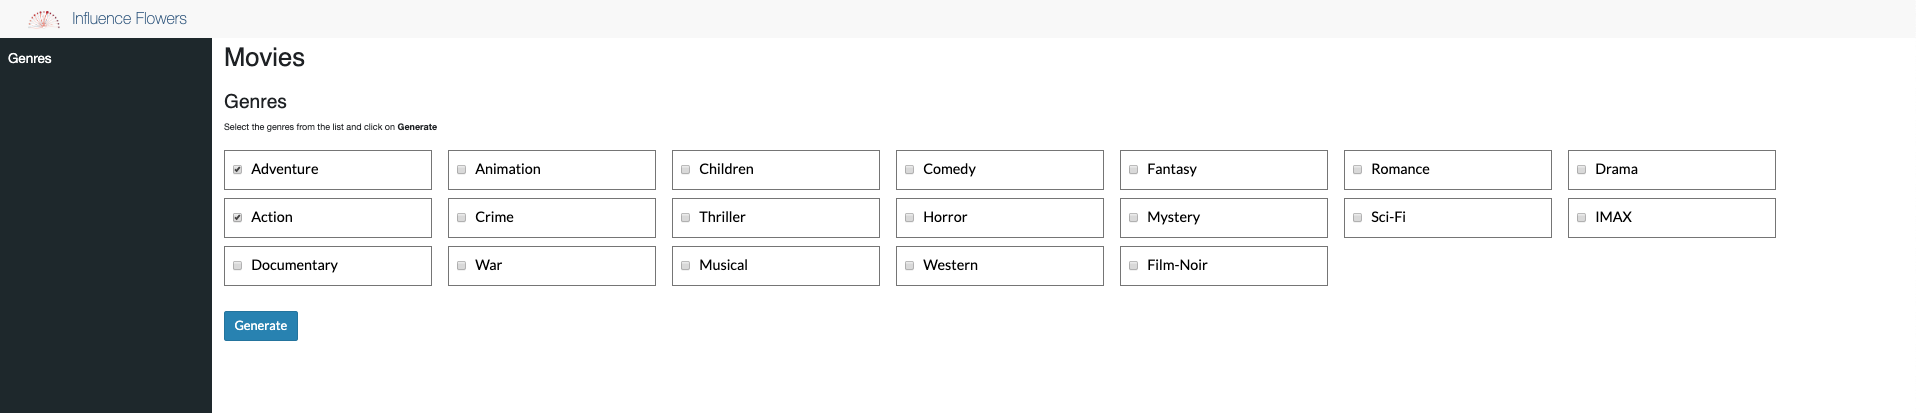 Influence Flowers
Genres
Movies
Genres
Select the genres from the list and click on Generate
Adventure Animation Children Comedy Fantasy Romance Drama
Action Crime Thriller Horror Mystery Sci-Fi IMAX
Documentary War Musical Western Film-Noir
Generate